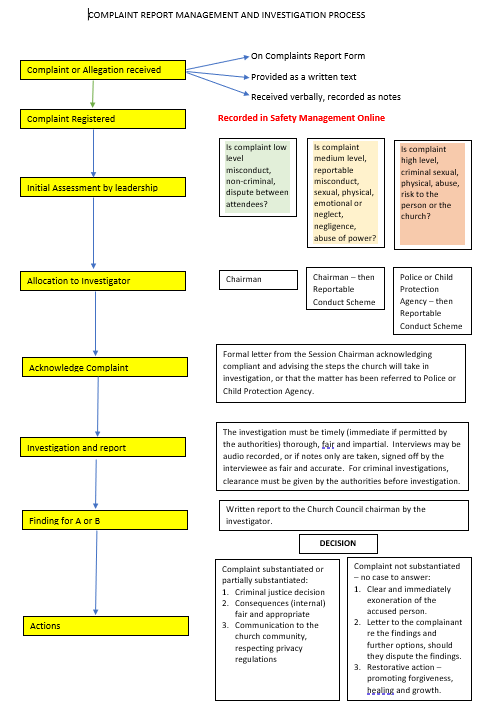 COMPLAINT REPORT MANAGEMENT AND INVESTIGATION PROCESS
Complaint or Allegation received
On Complaints Report Form
Provided as a written text
Received verbally, recorded as notes
Complaint Registered
Recorded in Safety Management Online
Initial Assessment by leadership
Is complaint low
level
misconduct,
non-criminal,
dispute between
attendees?
Is complaint
medium level,
reportable
misconduct,
sexual, physical,
emotional or
neglect,
negligence,
abuse of power?
Is complaint
high level,
criminal sexual,
physical, abuse,
risk to the
person or the
church?
Allocation to Investigator
Chairman
Chairman – then
Reportable
Conduct Scheme
Police or Child
Protection
Agency – then
Reportable
Conduct Scheme
Acknowledge Complaint
Formal letter from the Session Chairman acknowledging
compliant and advising the steps the church will take in
investigation, or that the matter has been referred to Police or
Child Protection Agency.
Investigation and report
The investigation must be timely (immediate if permitted by
the authorities) thorough, fair and impartial. Interviews may be
audio recorded, or if notes only are taken, signed off by the
interviewee as fair and accurate. For criminal investigations,
clearance must be given by the authorities before investigation.
Finding for A or B
Written report to the Church Council chairman by the
investigator.
DECISION
Actions
Complaint substantiated or
partially substantiated:
1. Criminal justice decision
2. Consequences (internal)
fair and appropriate
3. Communication to the
church community,
respecting privacy
regulations
Complaint not substantiated
– no case to answer:
1. Clear and immediately
exoneration of the
accused person.
2. Letter to the complainant
re the findings and
further options, should
they dispute the findings.
3. Restorative action –
promoting forgiveness,
healing and growth.